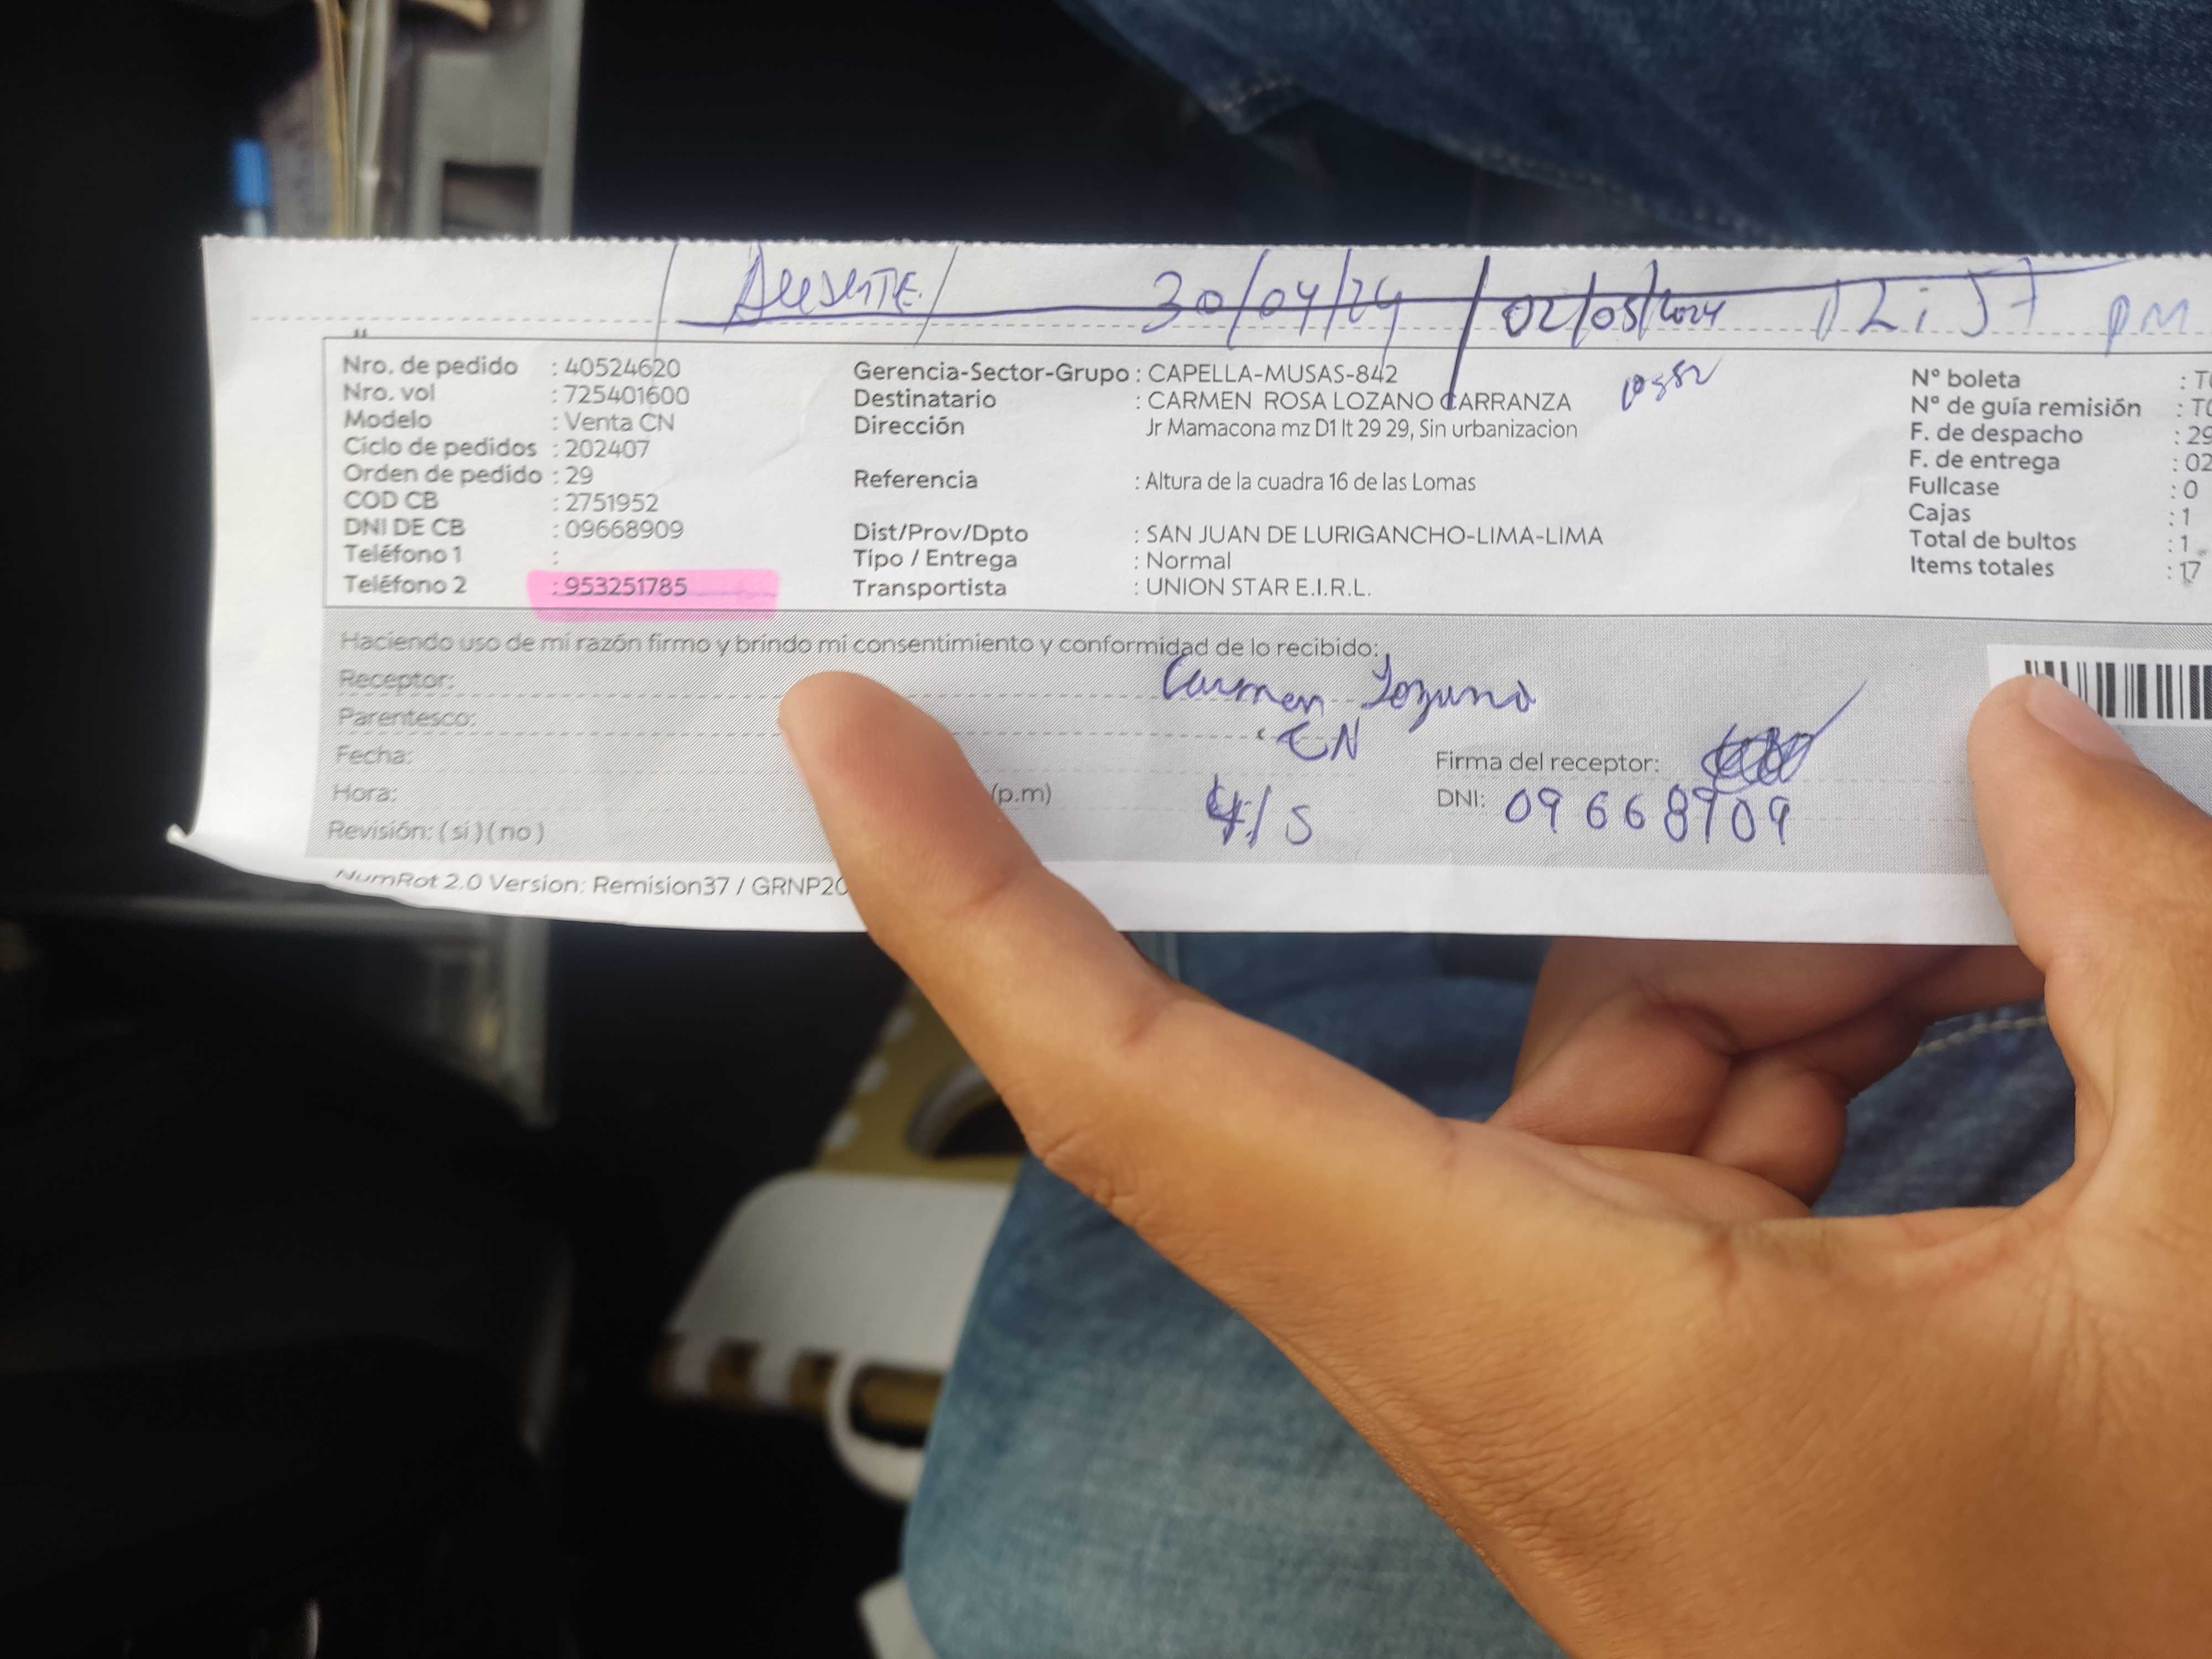 Ausente 30/04/24 02/05/2024 12:57 pm
Nro. de pedido : 40524620
Nro. vol : 725401600
Modelo : Venta CN
Ciclo de pedidos : 202407
Orden de pedido : 29
COD CB : 2751952
DNI DE CB : 09668909
Teléfono 1 :
Teléfono 2 : 953251785
Gerencia-Sector-Grupo : CAPELLA-MUSAS-842
Destinatario : CARMEN ROSA LOZANO CARRANZA
Dirección Jr Mamacona mz D1 lt 29 29, Sin urbanizacion
Referencia : Altura de la cuadra 16 de las Lomas
Dist/Prov/Dpto : SAN JUAN DE LURIGANCHO-LIMA-LIMA
Tipo / Entrega : Normal
Transportista : UNION STAR E.I.R.L.
N° boleta : T
N° de guía remisión : T
F. de despacho : 29
F. de entrega : 02
Fullcase : 0
Cajas : 1
Total de bultos : 1
Items totales : 17
Haciendo uso de mi razón firmo y brindo mi consentimiento y conformidad de lo recibido:
Receptor: Carmen Lozano
Parentesco: CN
Fecha:
Hora: (p.m)
Revisión: ( si ) ( no )
Firma del receptor:
DNI: 09668909
NumRot 2.0 Version: Remision37 / GRNP20